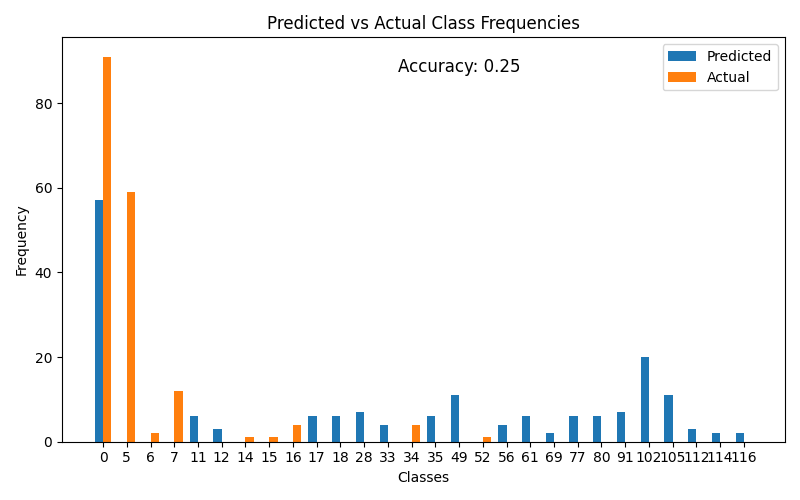 Predicted vs Actual Class Frequencies
Accuracy: 0.25
Predicted
Actual
Frequency
80
60
40
20
0
0 5 6 7 11 12 14 15 16 17 18 28 33 34 35 49 52 56 61 69 77 80 91 102 105 112 114 116
Classes